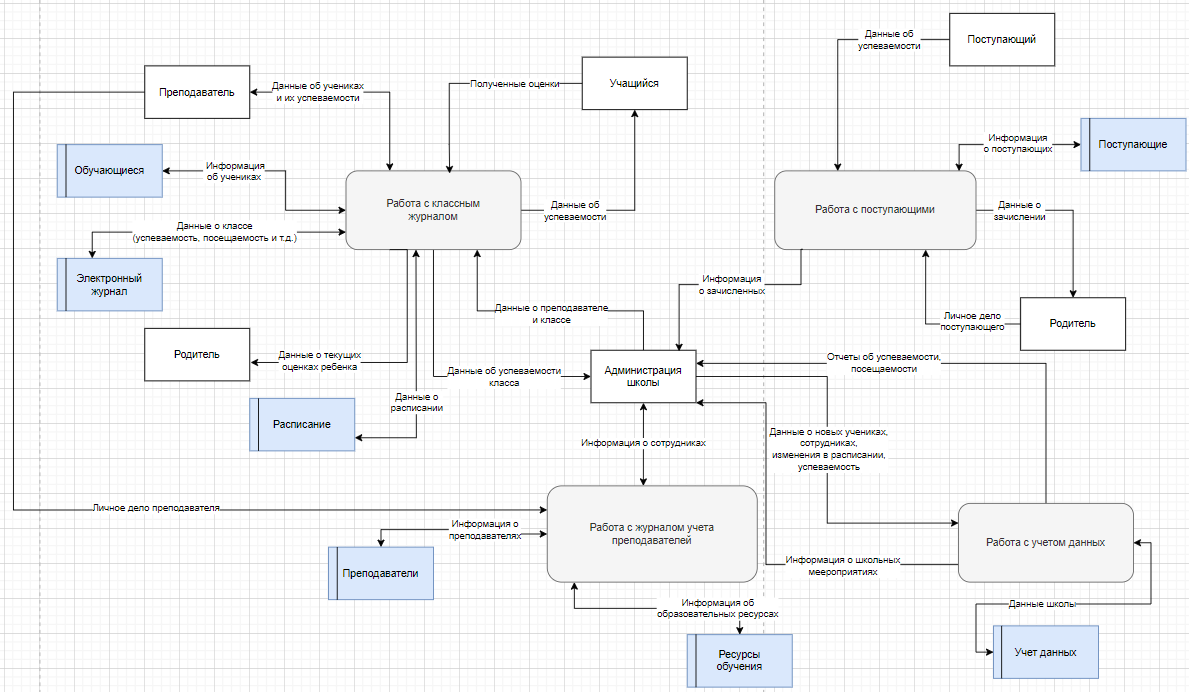 Данные об
успеваемости
Поступающий
Преподаватель
Данные об учениках
и их успеваемости
Полученные оценки
Учащийся
Обучающиеся
Информация
об учениках
Информация
о поступающих
Поступающие
Работа с классным
журналом
Данные об
успеваемости
Работа с поступающими
Данные о
зачислении
Данные о классе
(успеваемость, посещаемость и т.д.)
Электронный
журнал
Информация
о зачисленных
Данные о преподавателе
и классе
Личное дело
поступающего
Родитель
Родитель
Данные о текущих
оценках ребенка
Данные об успеваемости
класса
Администрация
школы
Отчеты об успеваемости,
посещаемости
Данные о
расписании
Расписание
Информация о сотрудниках
Данные о новых учениках,
сотрудниках,
изменения в расписании,
успеваемость
Личное дело преподавателя
Информация о
преподавателях
Работа с журналом учета
преподавателей
Работа с учетом данных
Преподаватели
Информация о школьных
меероприятиях
Информация об
образовательных ресурсах
Данные школы
Ресурсы
обучения
Учет данных